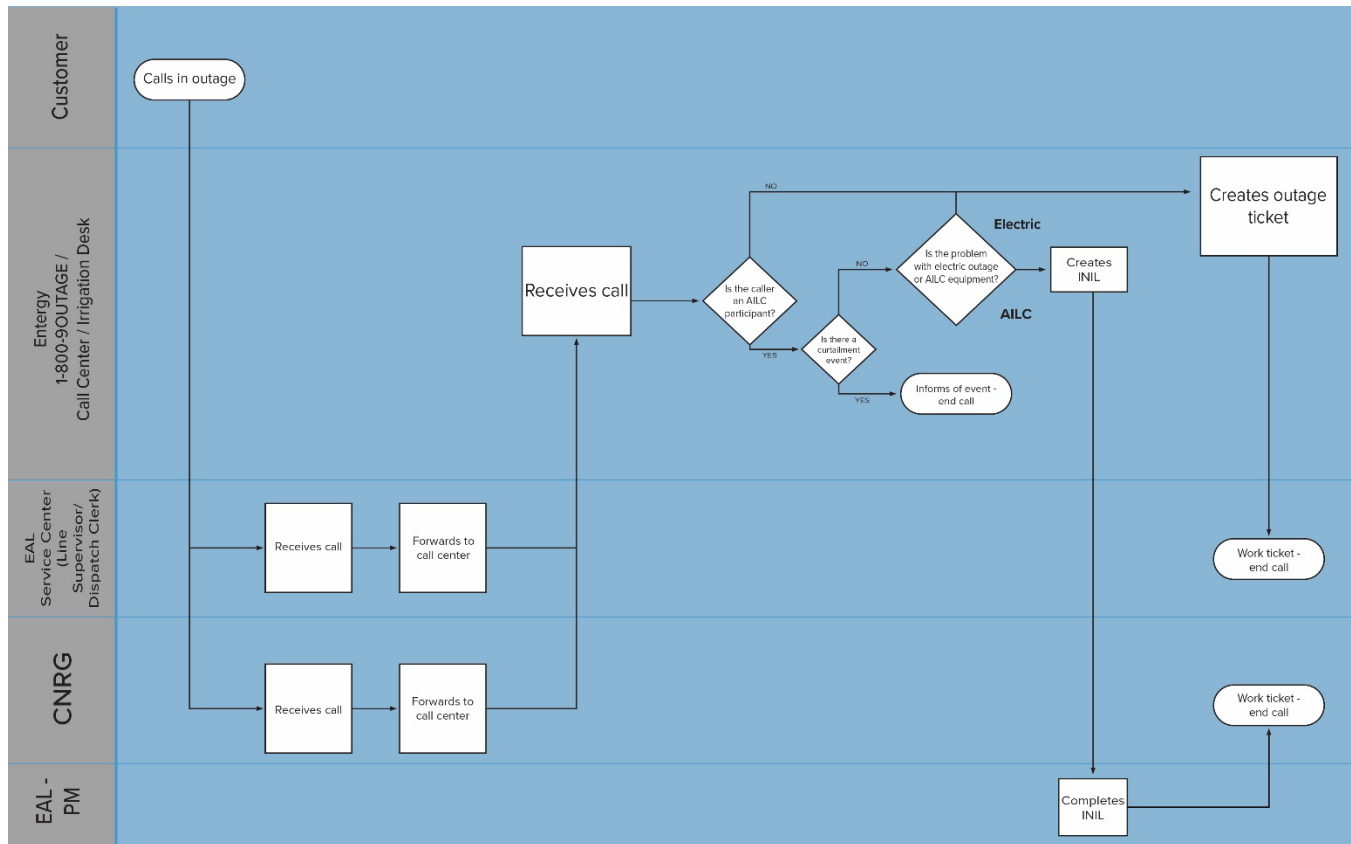 Customer
Calls in outage
Entergy
1-800-9OUTAGE /
Call Center / Irrigation Desk
Receives call
Is the caller
an AILC
participant?
NO
YES
Is there a
curtailment
event?
NO
YES
Informs of event -
end call
Is the problem
with electric outage
or AILC equipment?
Electric
AILC
Creates
INIL
Creates outage
ticket
EAL
Service Center
(Line
Supervisor/
Dispatch Clerk)
Receives call
Forwards to
call center
Work ticket -
end call
CNRG
Receives call
Forwards to
call center
Work ticket -
end call
EAL -
PM
Completes
INIL